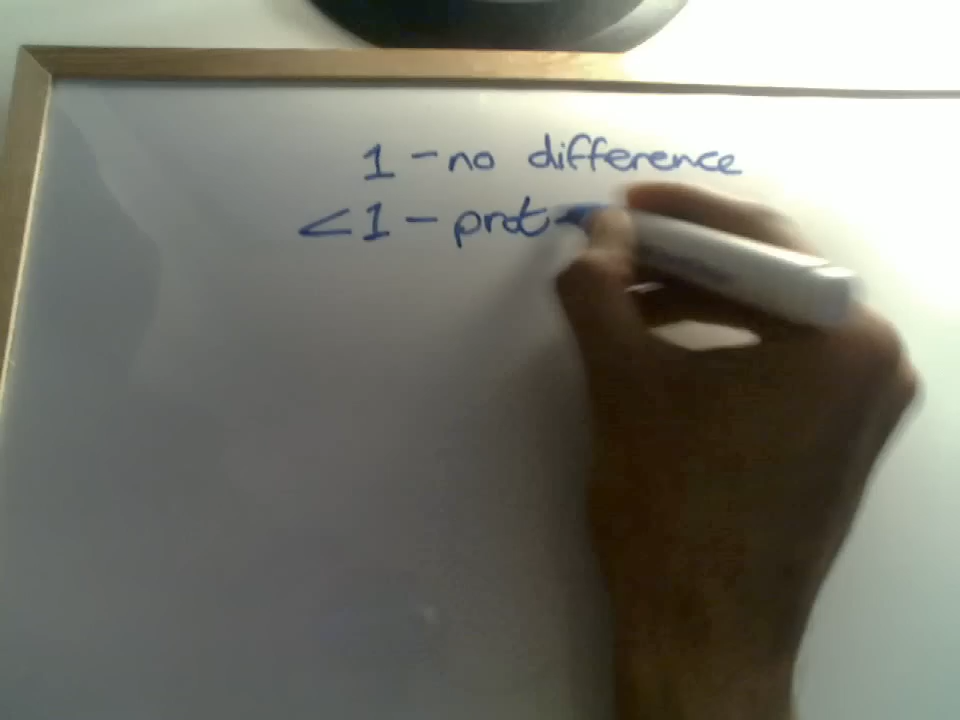 1 - no difference
<1 - prot